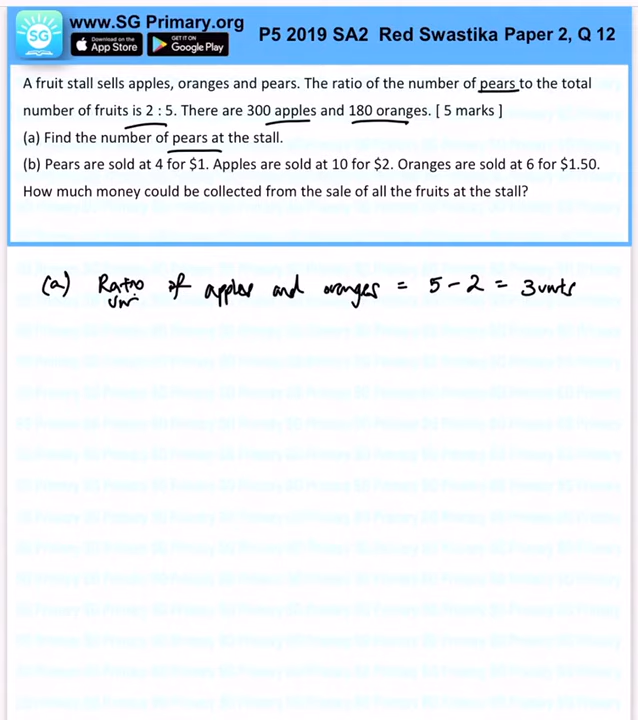 www.SG Primary.org
SG
Download on the
App Store
GET IT ON
Google Play
P5 2019 SA2 Red Swastika Paper 2, Q 12
A fruit stall sells apples, oranges and pears. The ratio of the number of pears to the total
number of fruits is 2 : 5. There are 300 apples and 180 oranges. [ 5 marks ]
(a) Find the number of pears at the stall.
(b) Pears are sold at 4 for $1. Apples are sold at 10 for $2. Oranges are sold at 6 for $1.50.
How much money could be collected from the sale of all the fruits at the stall?
(a) Ratio of apples and oranges = 5 - 2 = 3 units